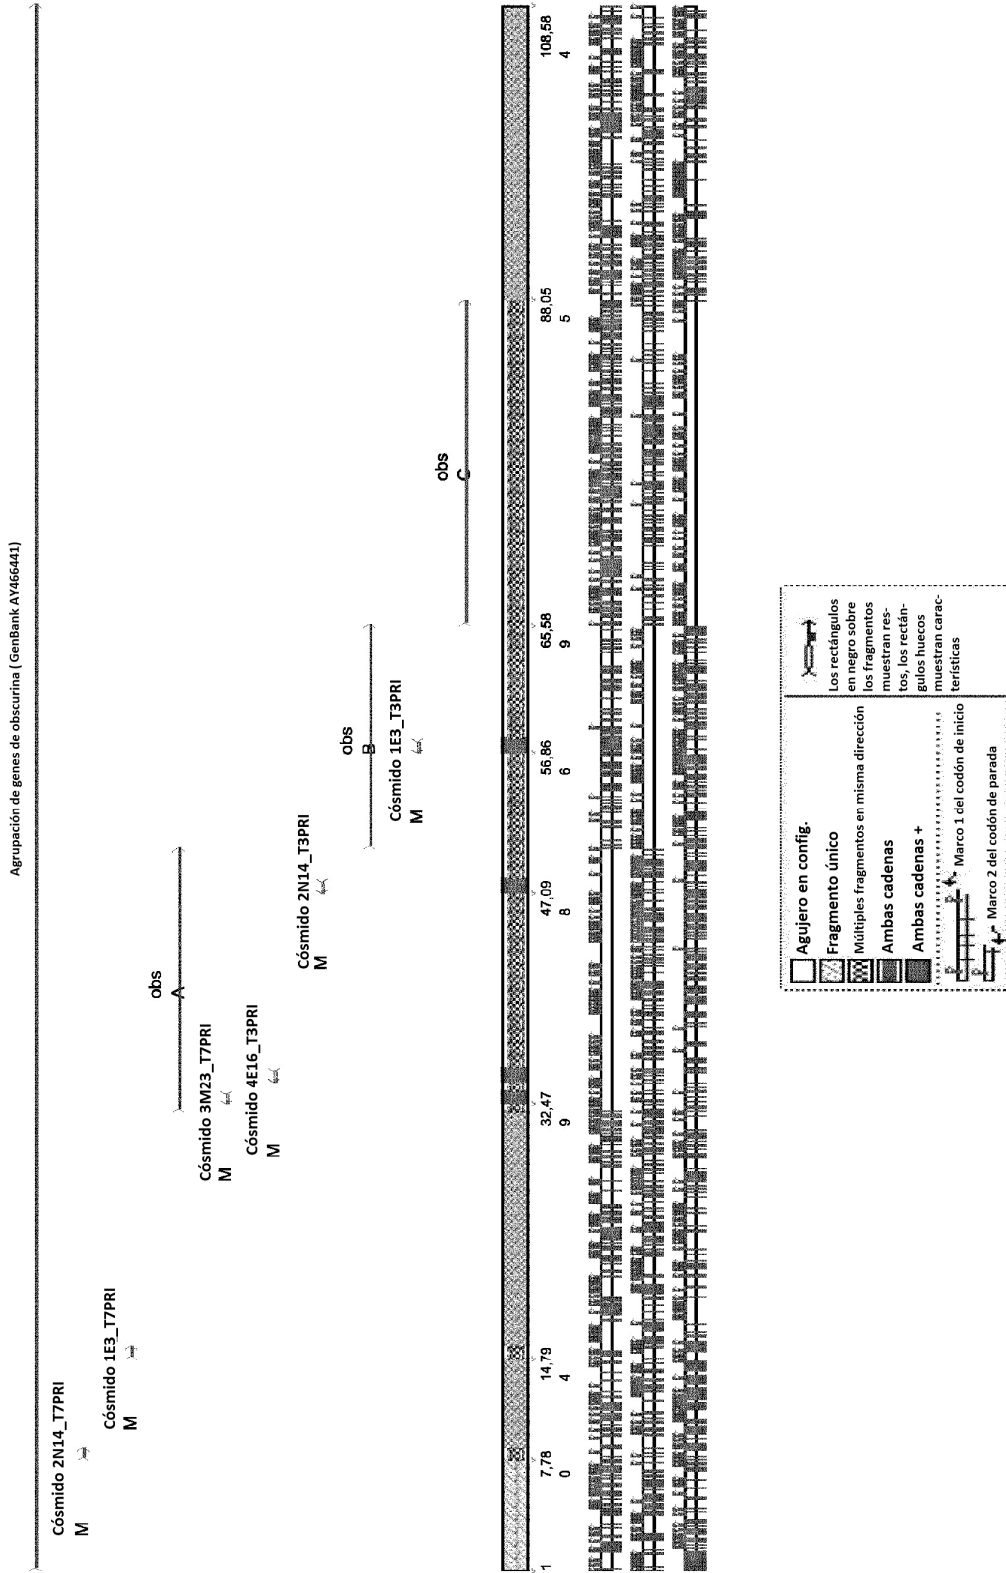 Agrupación de genes de obscurina ( GenBank AY466441)
Cósmido 2N14_T7PRI
M
Cósmido 1E3_T7PRI
M
obs
A
Cósmido 3M23_T7PRI
M
Cósmido 4E16_T3PRI
M
Cósmido 2N14_T3PRI
M
obs
B
Cósmido 1E3_T3PRI
M
obs
C
1
7,78
0
14,79
4
32,47
9
47,09
8
56,86
6
65,58
9
88,05
5
108,58
4
Agujero en config.
Fragmento único
Múltiples fragmentos en misma dirección
Ambas cadenas
Ambas cadenas +
Marco 1 del codón de inicio
Marco 2 del codón de parada
Los rectángulos
en negro sobre
los fragmentos
muestran res-
tos, los rectán-
gulos huecos
muestran carac-
terísticas